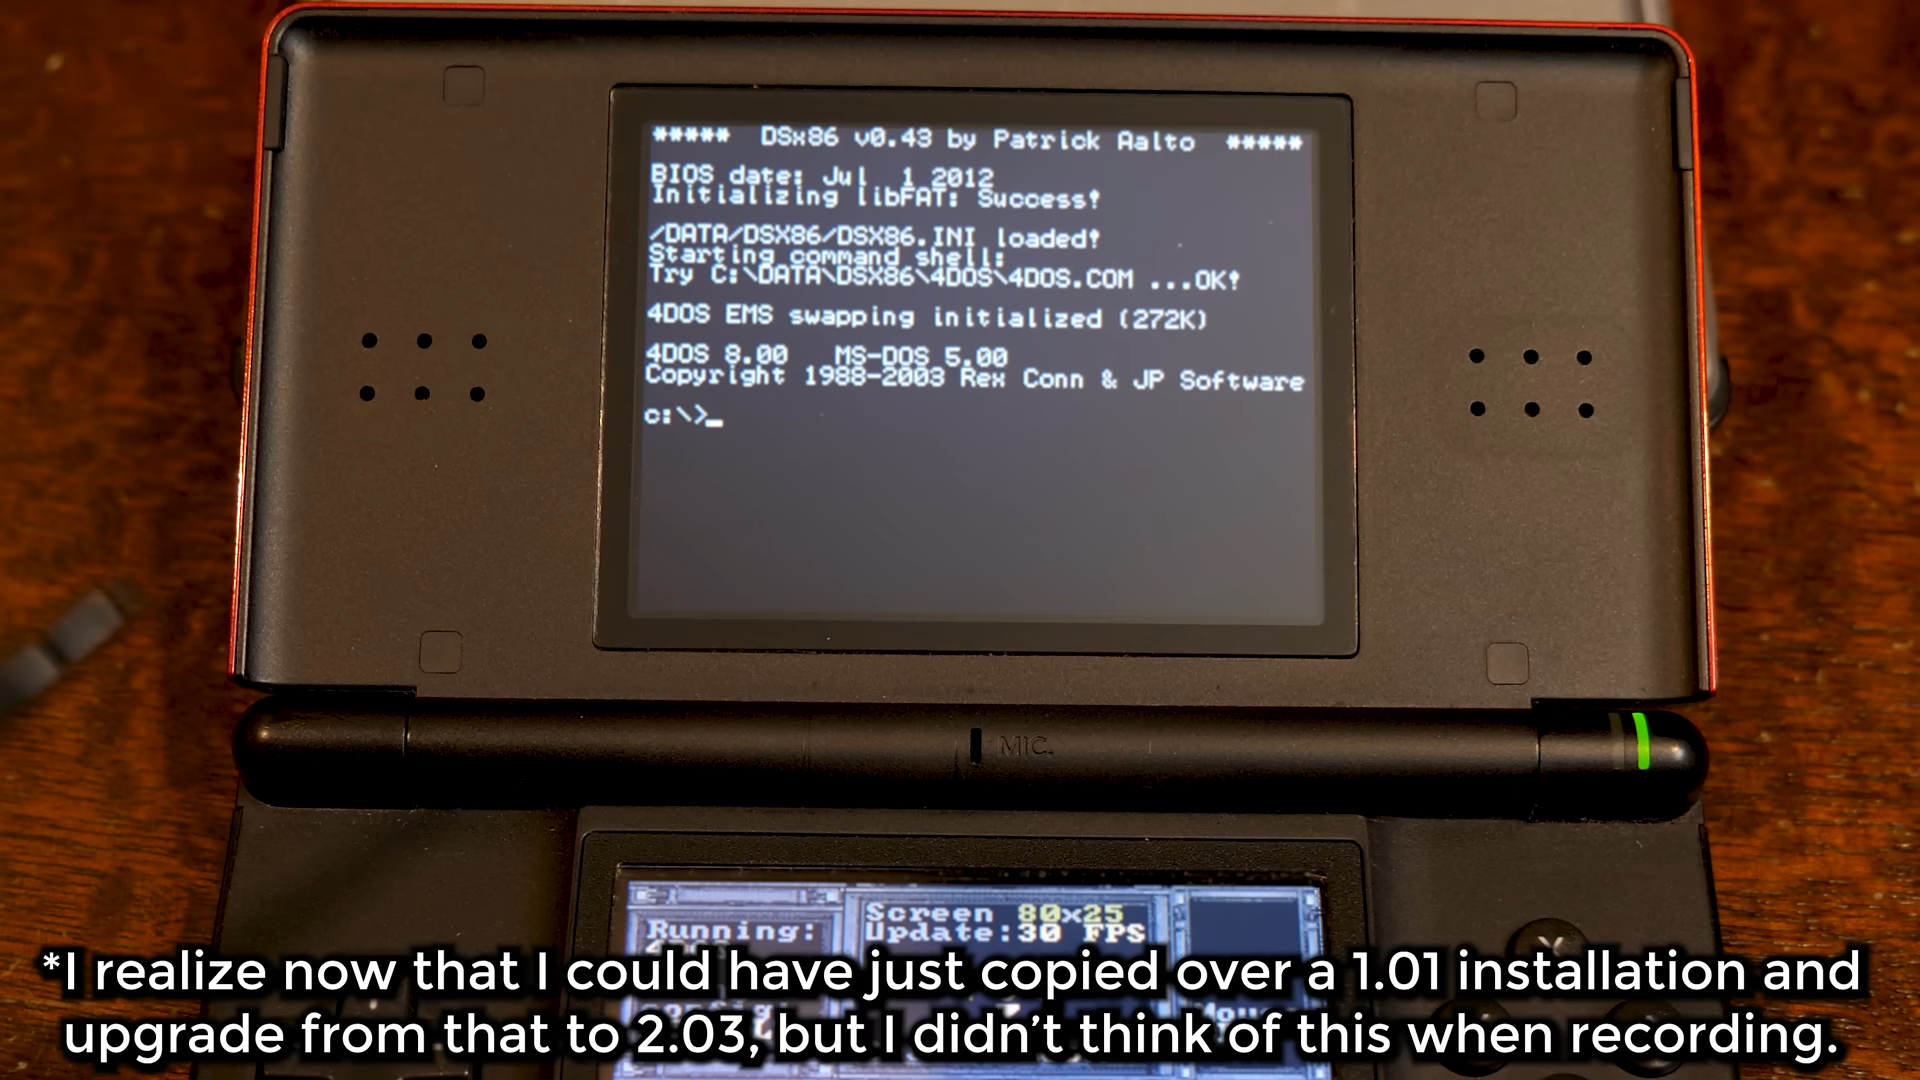 ***** DSx86 v0.43 by Patrick Aalto *****
BIOS date: Jul 1 2012
Initializing libFAT: Success!
/DATA/DSX86/DSX86.INI loaded!
Starting command shell:
Try C:\DATA\DSX86\4DOS\4DOS.COM ...OK!
4DOS EMS swapping initialized (272K)
4DOS 8.00 MS-DOS 5.00
Copyright 1988-2003 Rex Conn & JP Software
c:\>_
MIC.
Running:
Screen 80x25
Update:30 FPS
*I realize now that I could have just copied over a 1.01 installation and
upgrade from that to 2.03, but I didn’t think of this when recording.